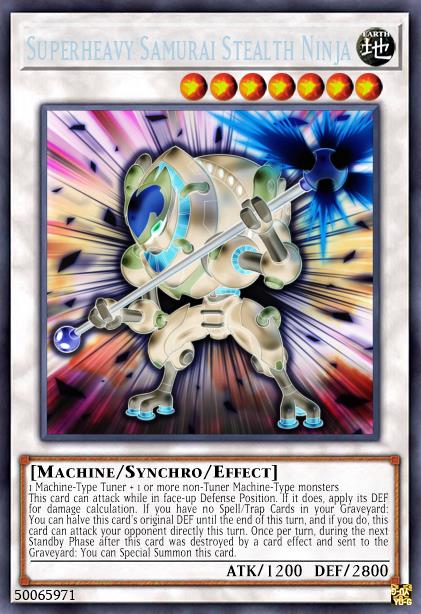 Superheavy Samurai Stealth Ninja
EARTH
地
[Machine/Synchro/Effect]
1 Machine-Type Tuner + 1 or more non-Tuner Machine-Type monsters
This card can attack while in face-up Defense Position. If it does, apply its DEF
for damage calculation. If you have no Spell/Trap Cards in your Graveyard:
You can halve this card's original DEF until the end of this turn, and if you do, this
card can attack your opponent directly this turn. Once per turn, during the next
Standby Phase after this card was destroyed by a card effect and sent to the
Graveyard: You can Special Summon this card.
ATK/1200 DEF/2800
50065971